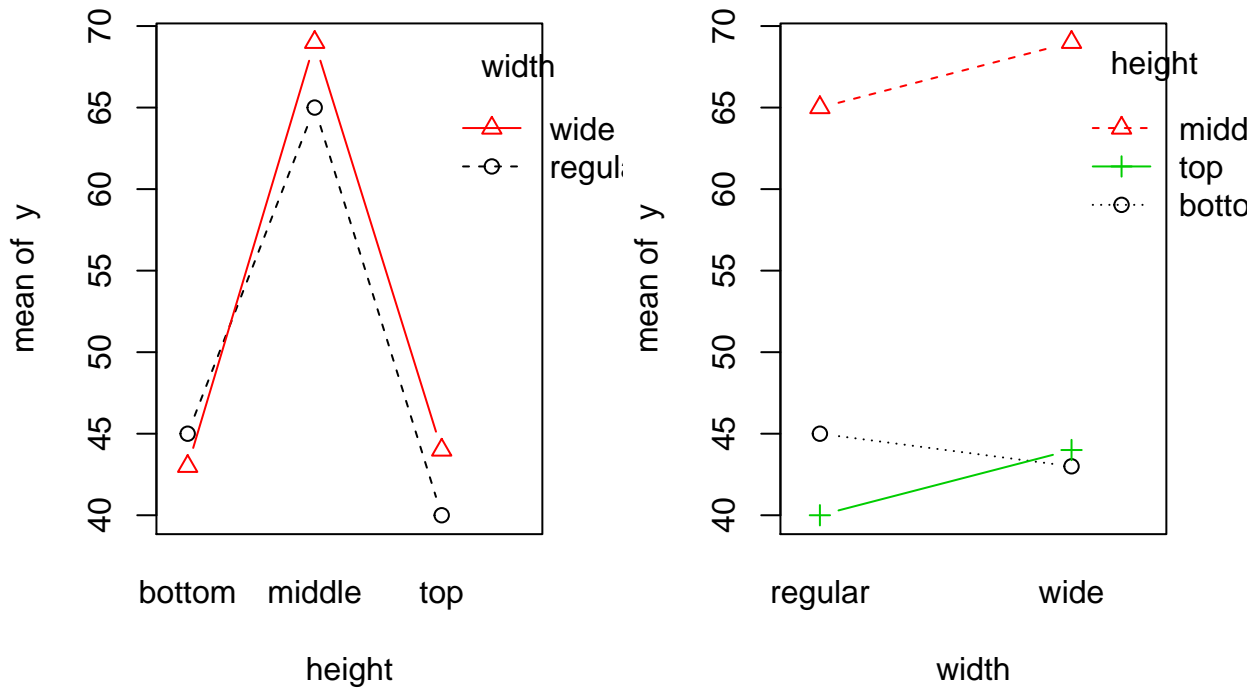 mean of y
70
65
60
55
50
45
40
width
wide
regul
bottom middle top
height
mean of y
70
65
60
55
50
45
40
height
midd
top
botto
regular wide
width